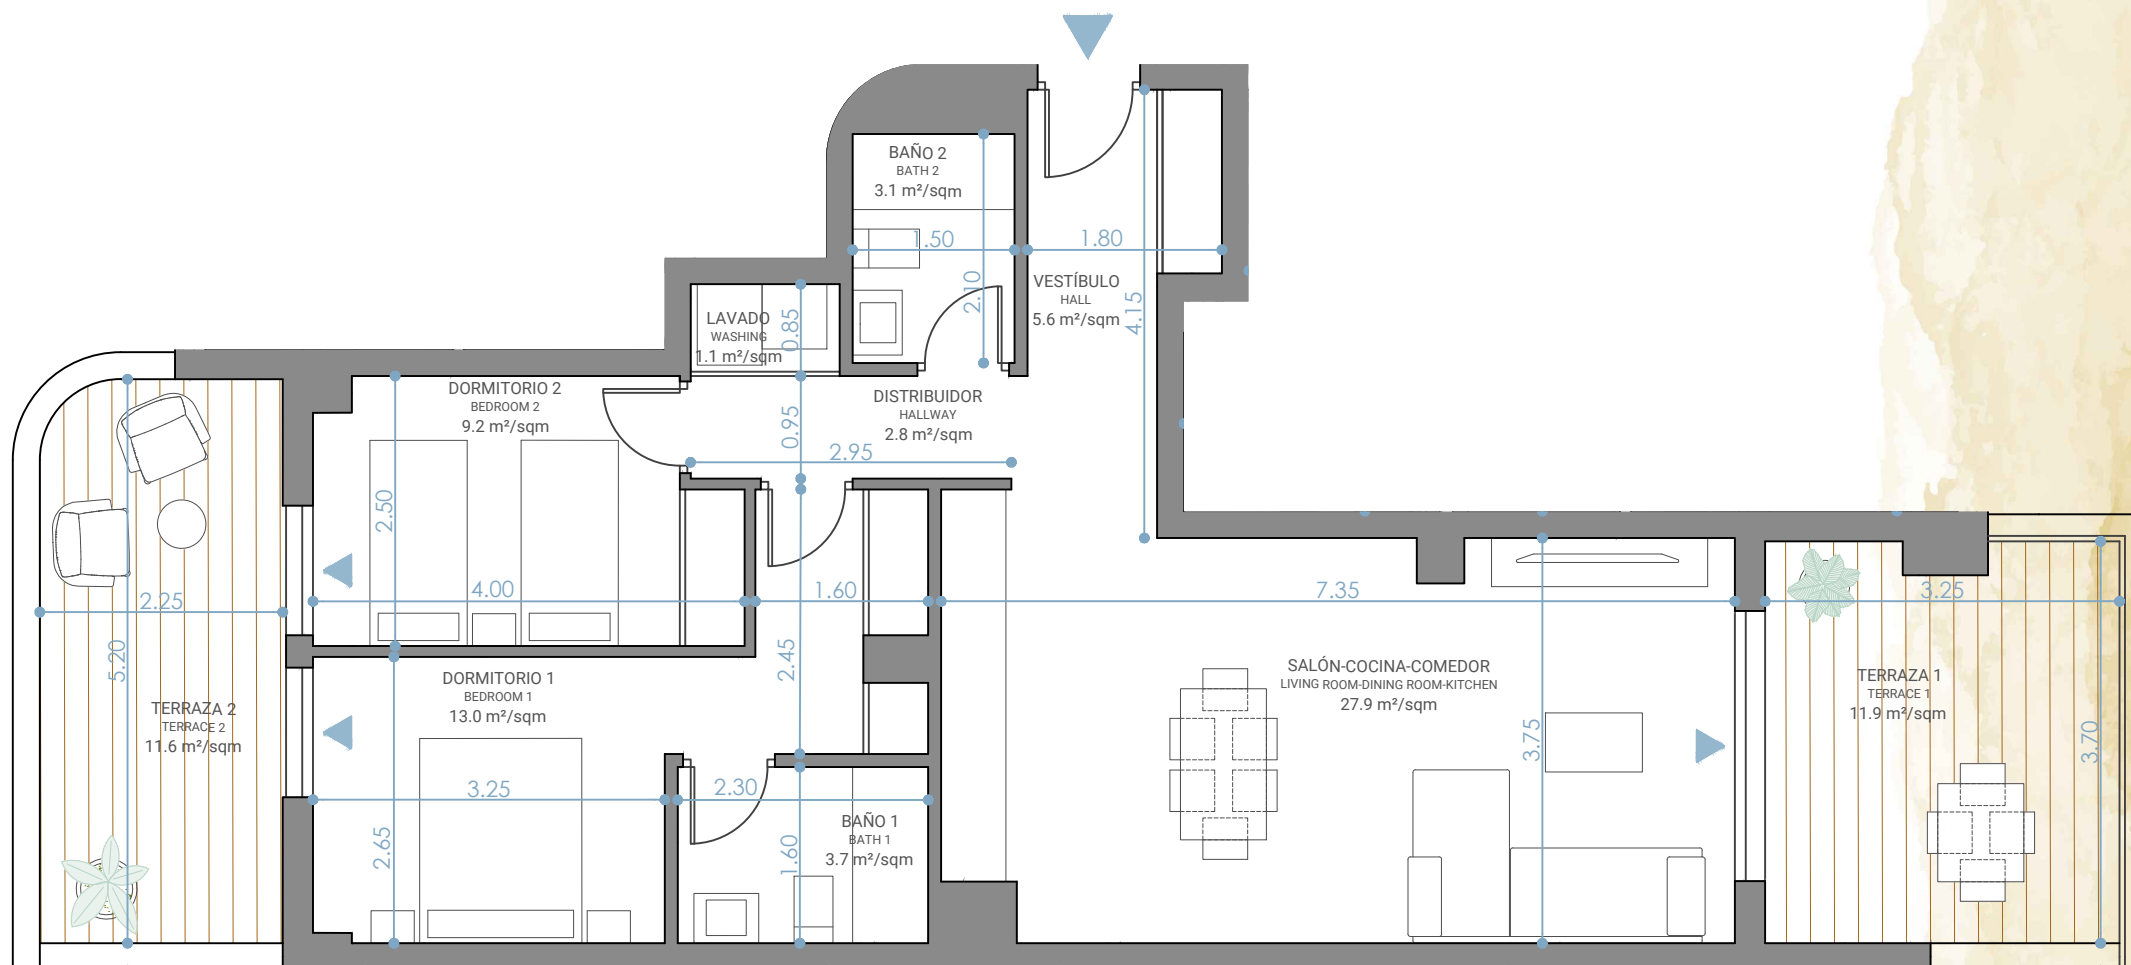 BAÑO 2
BATH 2
3.1 m²/sqm
1.50
2.10
1.80
VESTÍBULO
HALL
5.6 m²/sqm
4.15
LAVADO
WASHING
1.1 m²/sqm
0.85
DORMITORIO 2
BEDROOM 2
9.2 m²/sqm
0.95
DISTRIBUIDOR
HALLWAY
2.8 m²/sqm
2.95
2.50
4.00
1.60
2.25
5.20
7.35
3.25
TERRAZA 2
TERRACE 2
11.6 m²/sqm
DORMITORIO 1
BEDROOM 1
13.0 m²/sqm
2.45
SALÓN-COCINA-COMEDOR
LIVING ROOM-DINING ROOM-KITCHEN
27.9 m²/sqm
TERRAZA 1
TERRACE 1
11.9 m²/sqm
3.75
3.70
3.25
2.30
2.65
1.60
BAÑO 1
BATH 1
3.7 m²/sqm